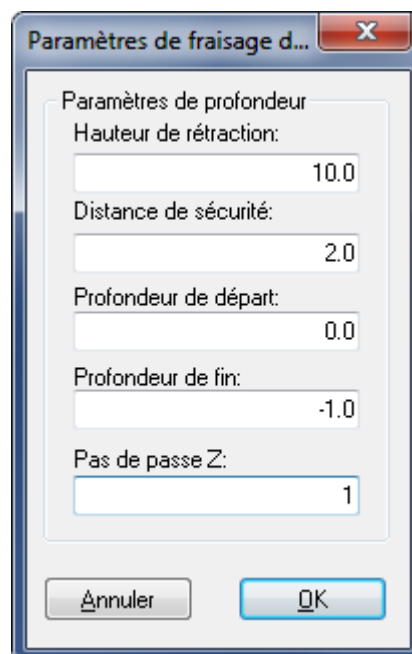 Paramètres de fraisage d...
Paramètres de profondeur
Hauteur de rétraction:
10.0
Distance de sécurité:
2.0
Profondeur de départ:
0.0
Profondeur de fin:
-1.0
Pas de passe Z:
1
Annuler
OK